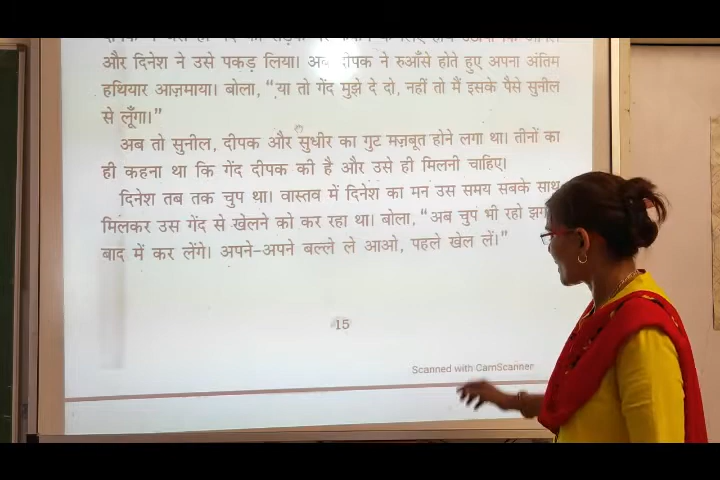 और दिनेश ने उसे पकड़ लिया। अब दीपक ने रुआँसे होते हुए अपना अंतिम
हथियार आज़माया। बोला, “या तो गेंद मुझे दे दो, नहीं तो मैं इसके पैसे सुनील
से लूँगा।”
अब तो सुनील, दीपक और सुधीर का गुट मज़बूत होने लगा था। तीनों का
ही कहना था कि गेंद दीपक की है और उसे ही मिलनी चाहिए।
दिनेश तब तक चुप था। वास्तव में दिनेश का मन उस समय सबके साथ
मिलकर उस गेंद से खेलने को कर रहा था। बोला, “अब चुप भी रहो
बाद में कर लेंगे। अपने-अपने बल्ले ले आओ, पहले खेल लें।”
15
Scanned with CamScanner